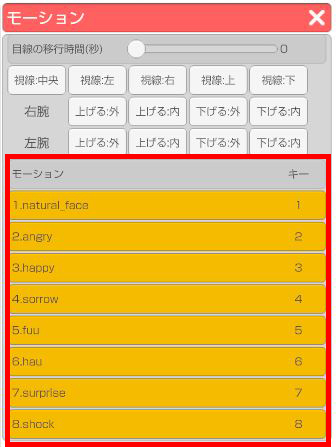 モーション
目線の移行時間(秒) 0
視線:中央 視線:左 視線:右 視線:上 視線:下
右腕 上げる:外 上げる:内 下げる:外 下げる:内
左腕 上げる:外 上げる:内 下げる:外 下げる:内
モーション キー
1.natural_face 1
2.angry 2
3.happy 3
4.sorrow 4
5.fuu 5
6.hau 6
7.surprise 7
8.shock 8